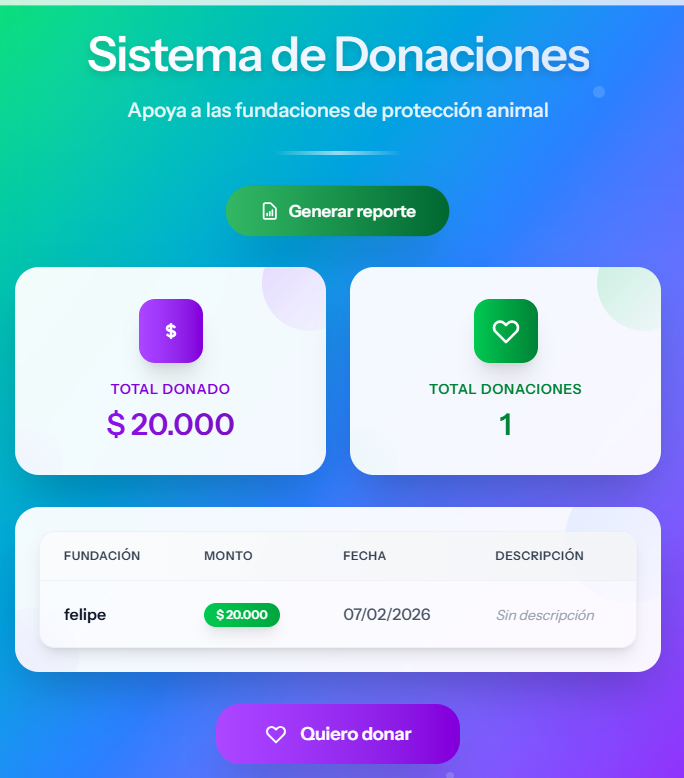 Sistema de Donaciones
Apoya a las fundaciones de protección animal
Generar reporte
$
TOTAL DONADO
$ 20.000
TOTAL DONACIONES
1
FUNDACIÓN MONTO FECHA DESCRIPCIÓN
felipe $ 20.000 07/02/2026 Sin descripción
Quiero donar